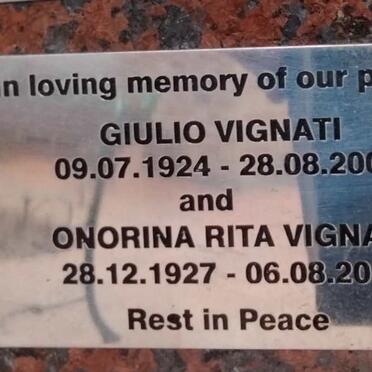 n loving memory of our p
GIULIO VIGNATI
09.07.1924 - 28.08.200
and
ONORINA RITA VIGNA
28.12.1927 - 06.08.20
Rest in Peace